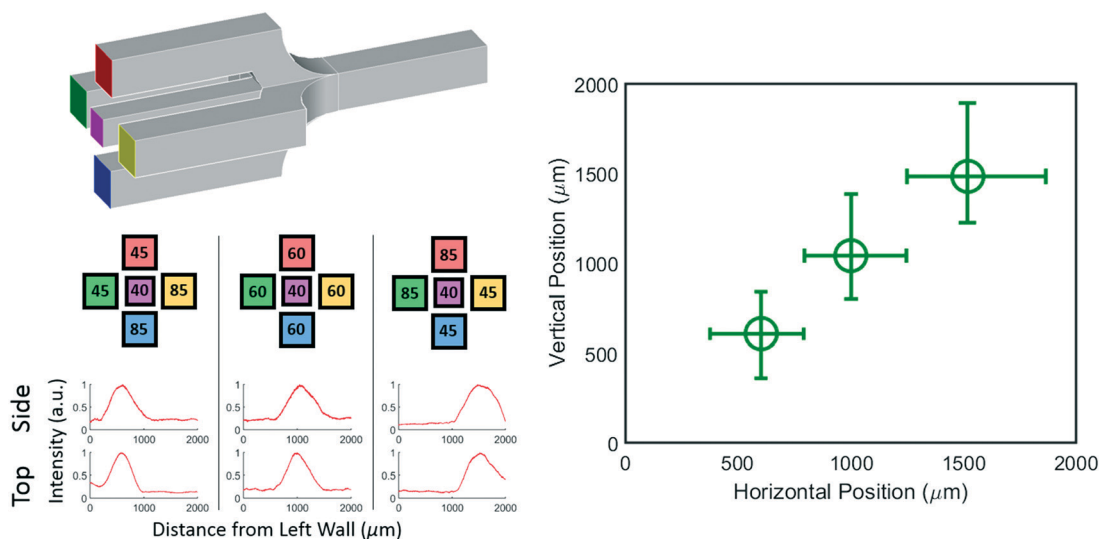 45
60
85
45 40 85
60 40 60
85 40 45
85
60
45
Side
Top
Intensity (a.u.)
1
0.5
0
0 1000 2000
1
0.5
0
0 1000 2000
1
0.5
0
0 1000 2000
1
0.5
0
0 1000 2000
1
0.5
0
0 1000 2000
1
0.5
0
0 1000 2000
Distance from Left Wall (μm)
Vertical Position (μm)
2000
1500
1000
500
0
0 500 1000 1500 2000
Horizontal Position (μm)